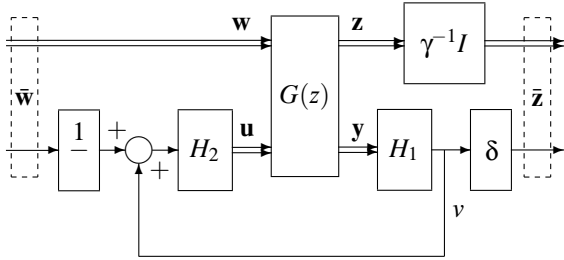 w z
w̄ G(z) γ⁻¹I z̄
1
+ + H₂ u y H₁ δ
v